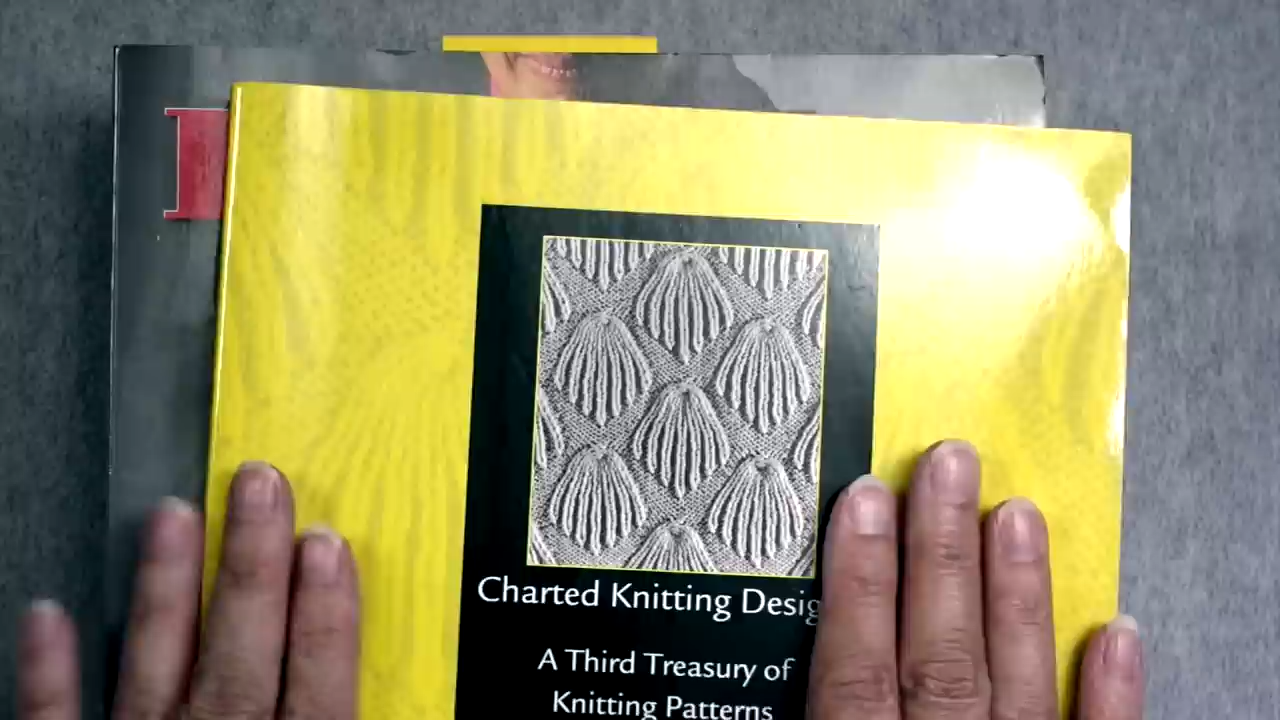 Charted Knitting Desig
A Third Treasury of
Knitting Patterns